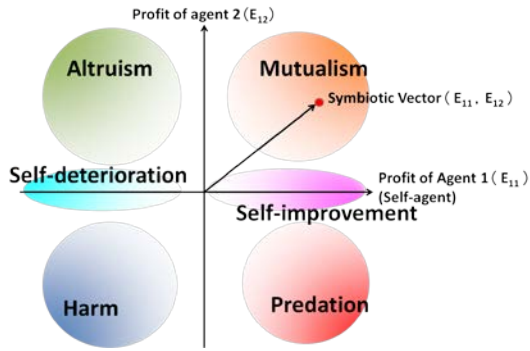 Profit of agent 2 (E12)
Altruism
Mutualism
Symbiotic Vector ( E11 , E12 )
Self-deterioration
Profit of Agent 1 ( E11 )
(Self-agent)
Self-improvement
Harm
Predation